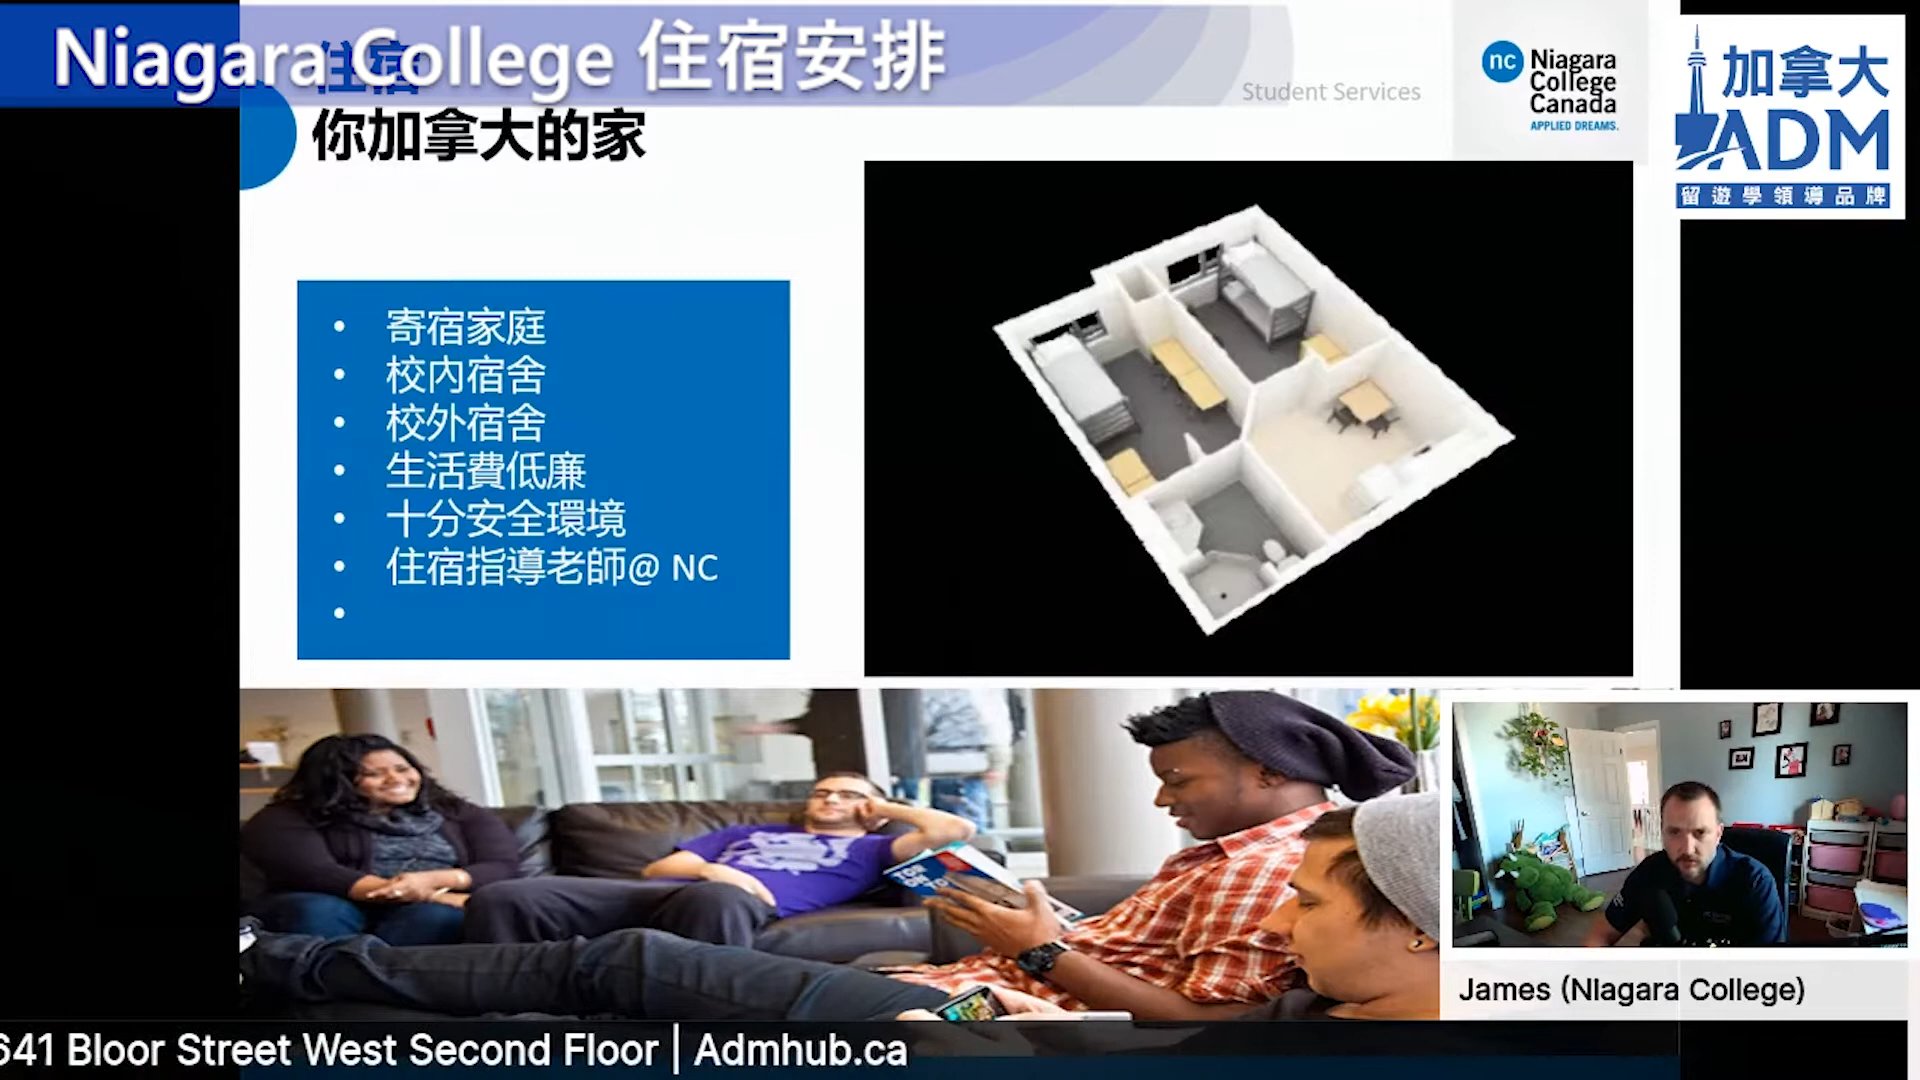 Niagara College 住宿安排
住宿
你加拿大的家
Student Services
nc Niagara
College
Canada
APPLIED DREAMS.
加拿大
ADM
留遊學領導品牌
• 寄宿家庭
• 校內宿舍
• 校外宿舍
• 生活費低廉
• 十分安全環境
• 住宿指導老師@ NC
•
James (Niagara College)
641 Bloor Street West Second Floor | Admhub.ca